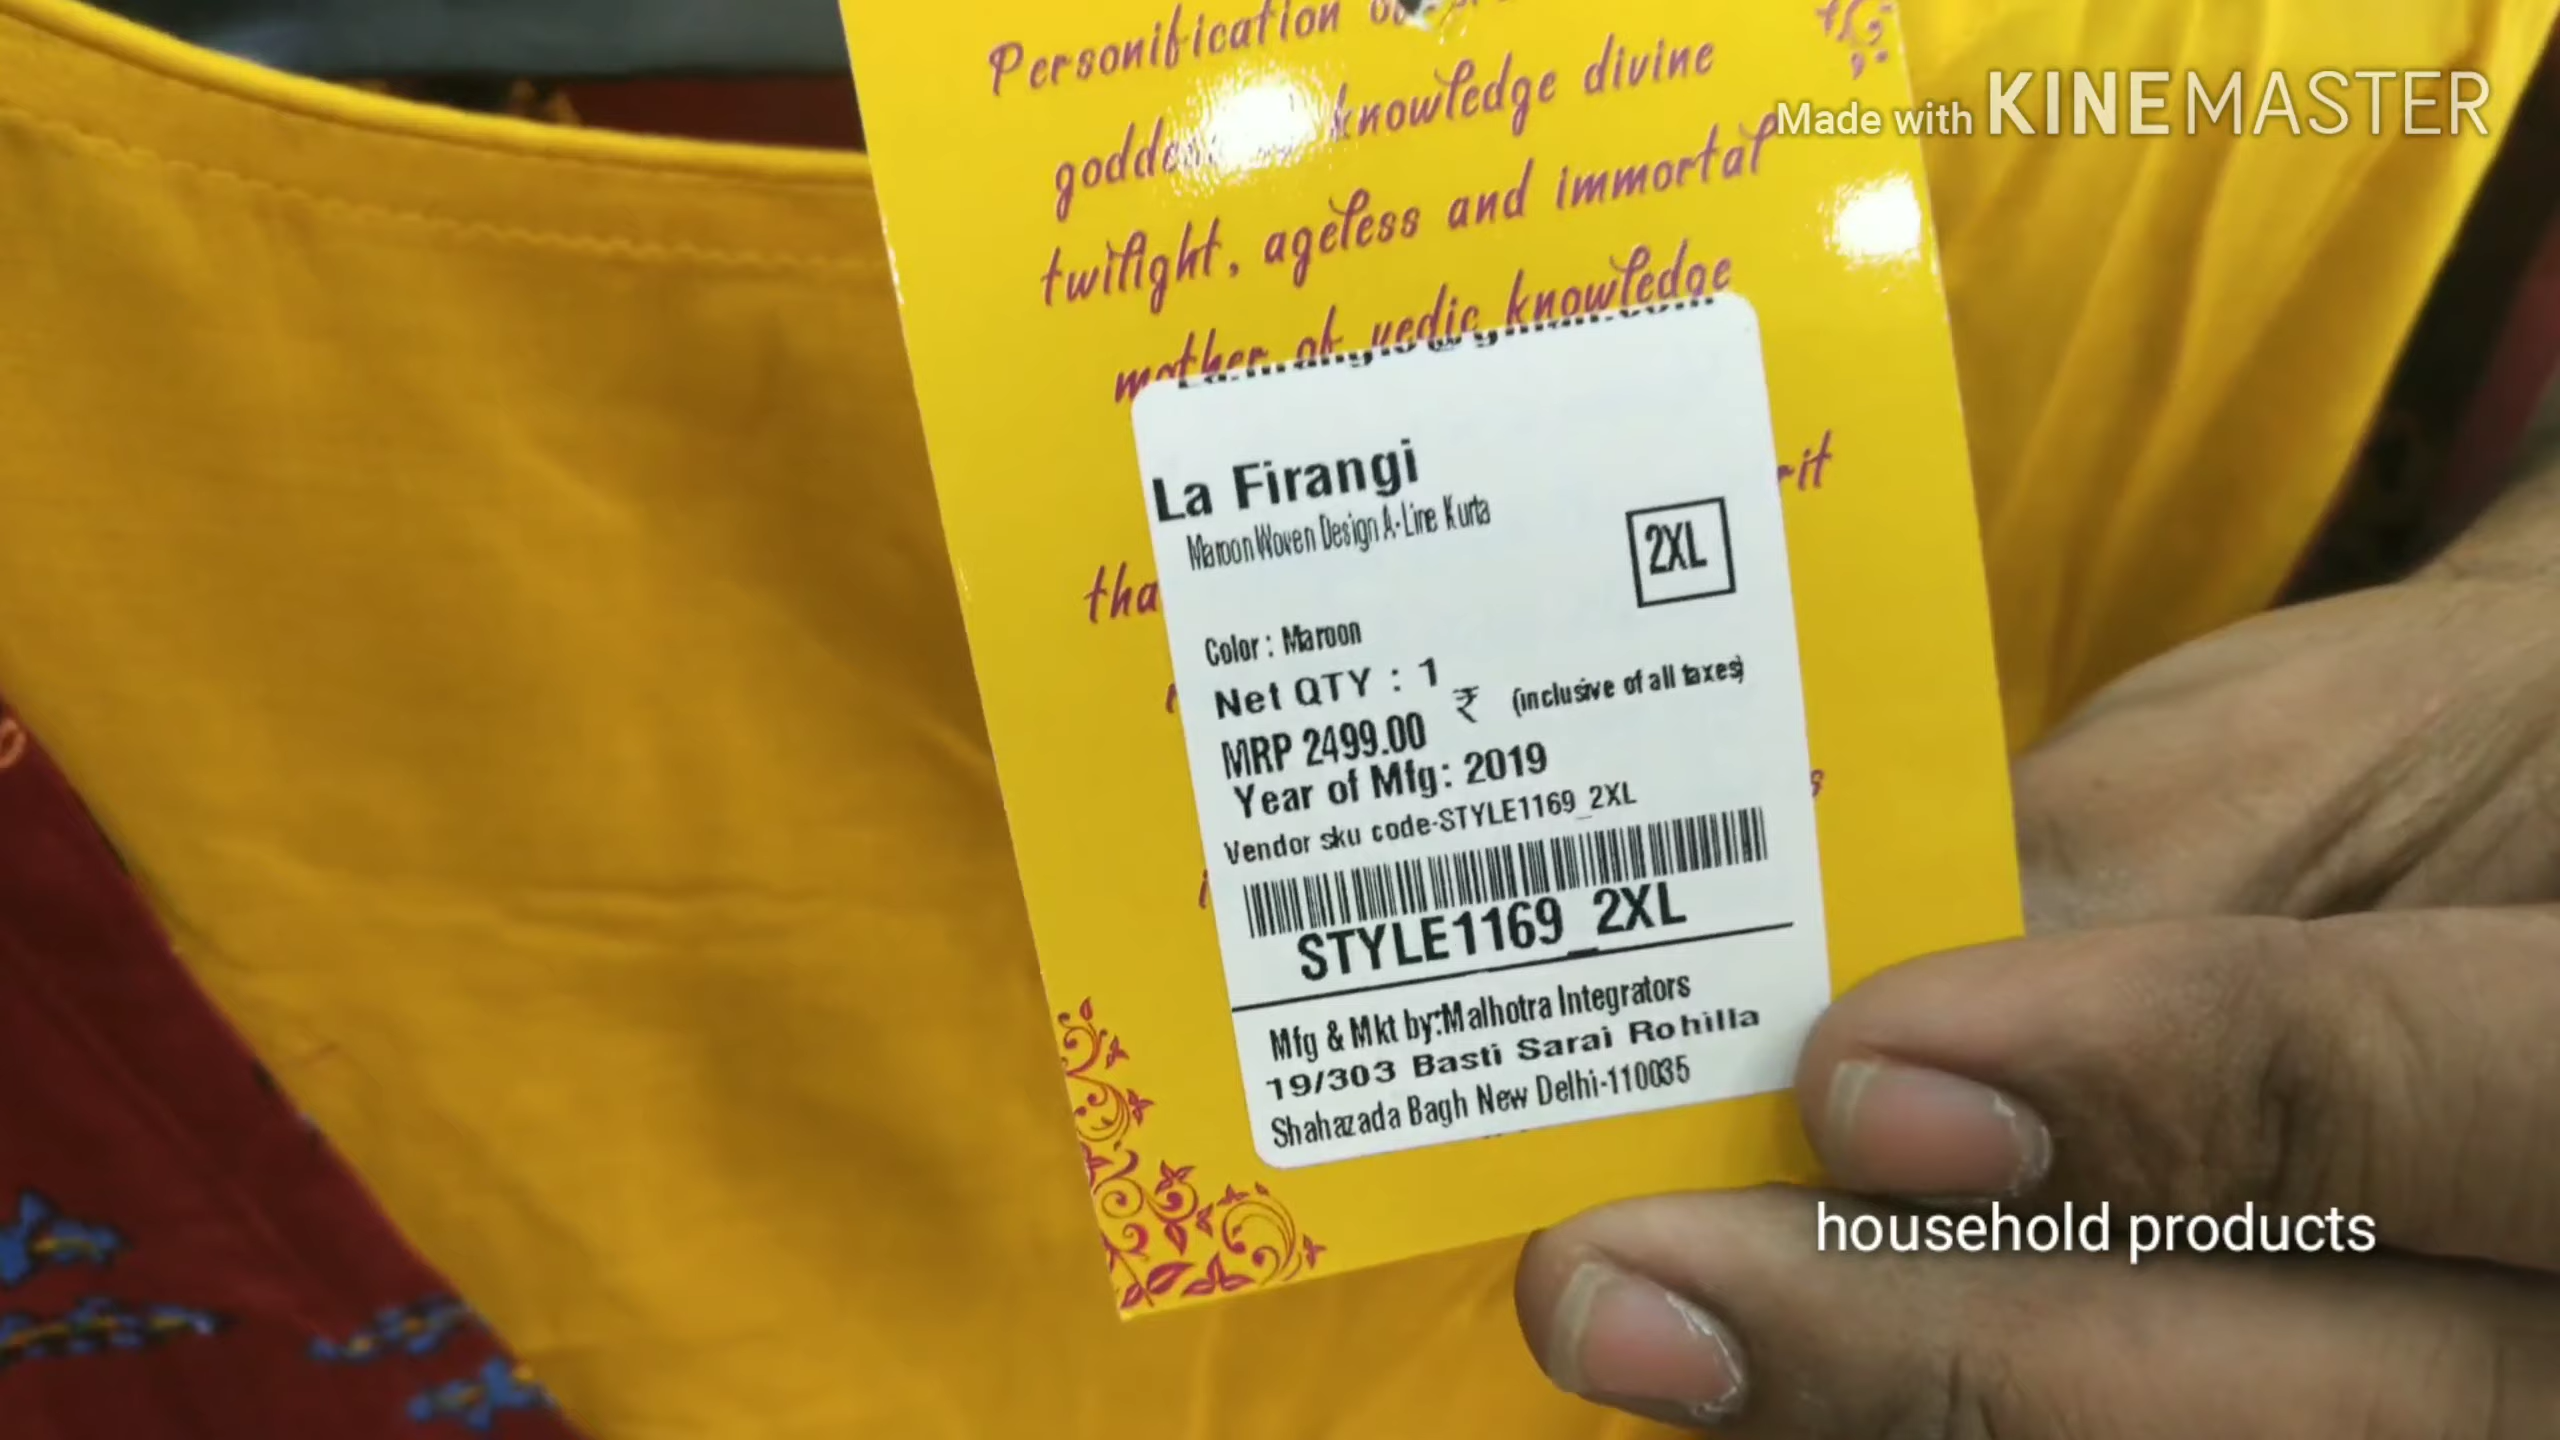 Personification
knowledge divine
twilight, ageless and immortal
mother of vedic knowledge
La Firangi
Maroon Woven Design A-Line Kurta
2XL
Color : Maroon
Net QTY : 1
MRP 2499.00 ₹ (inclusive of all taxes)
Year of Mfg: 2019
Vendor sku code-STYLE1169_2XL
STYLE1169_2XL
Mfg & Mkt by:Malhotra Integrators
19/303 Basti Sarai Rohilla
Shahazada Bagh New Delhi-110035
Made with KINEMASTER
household products